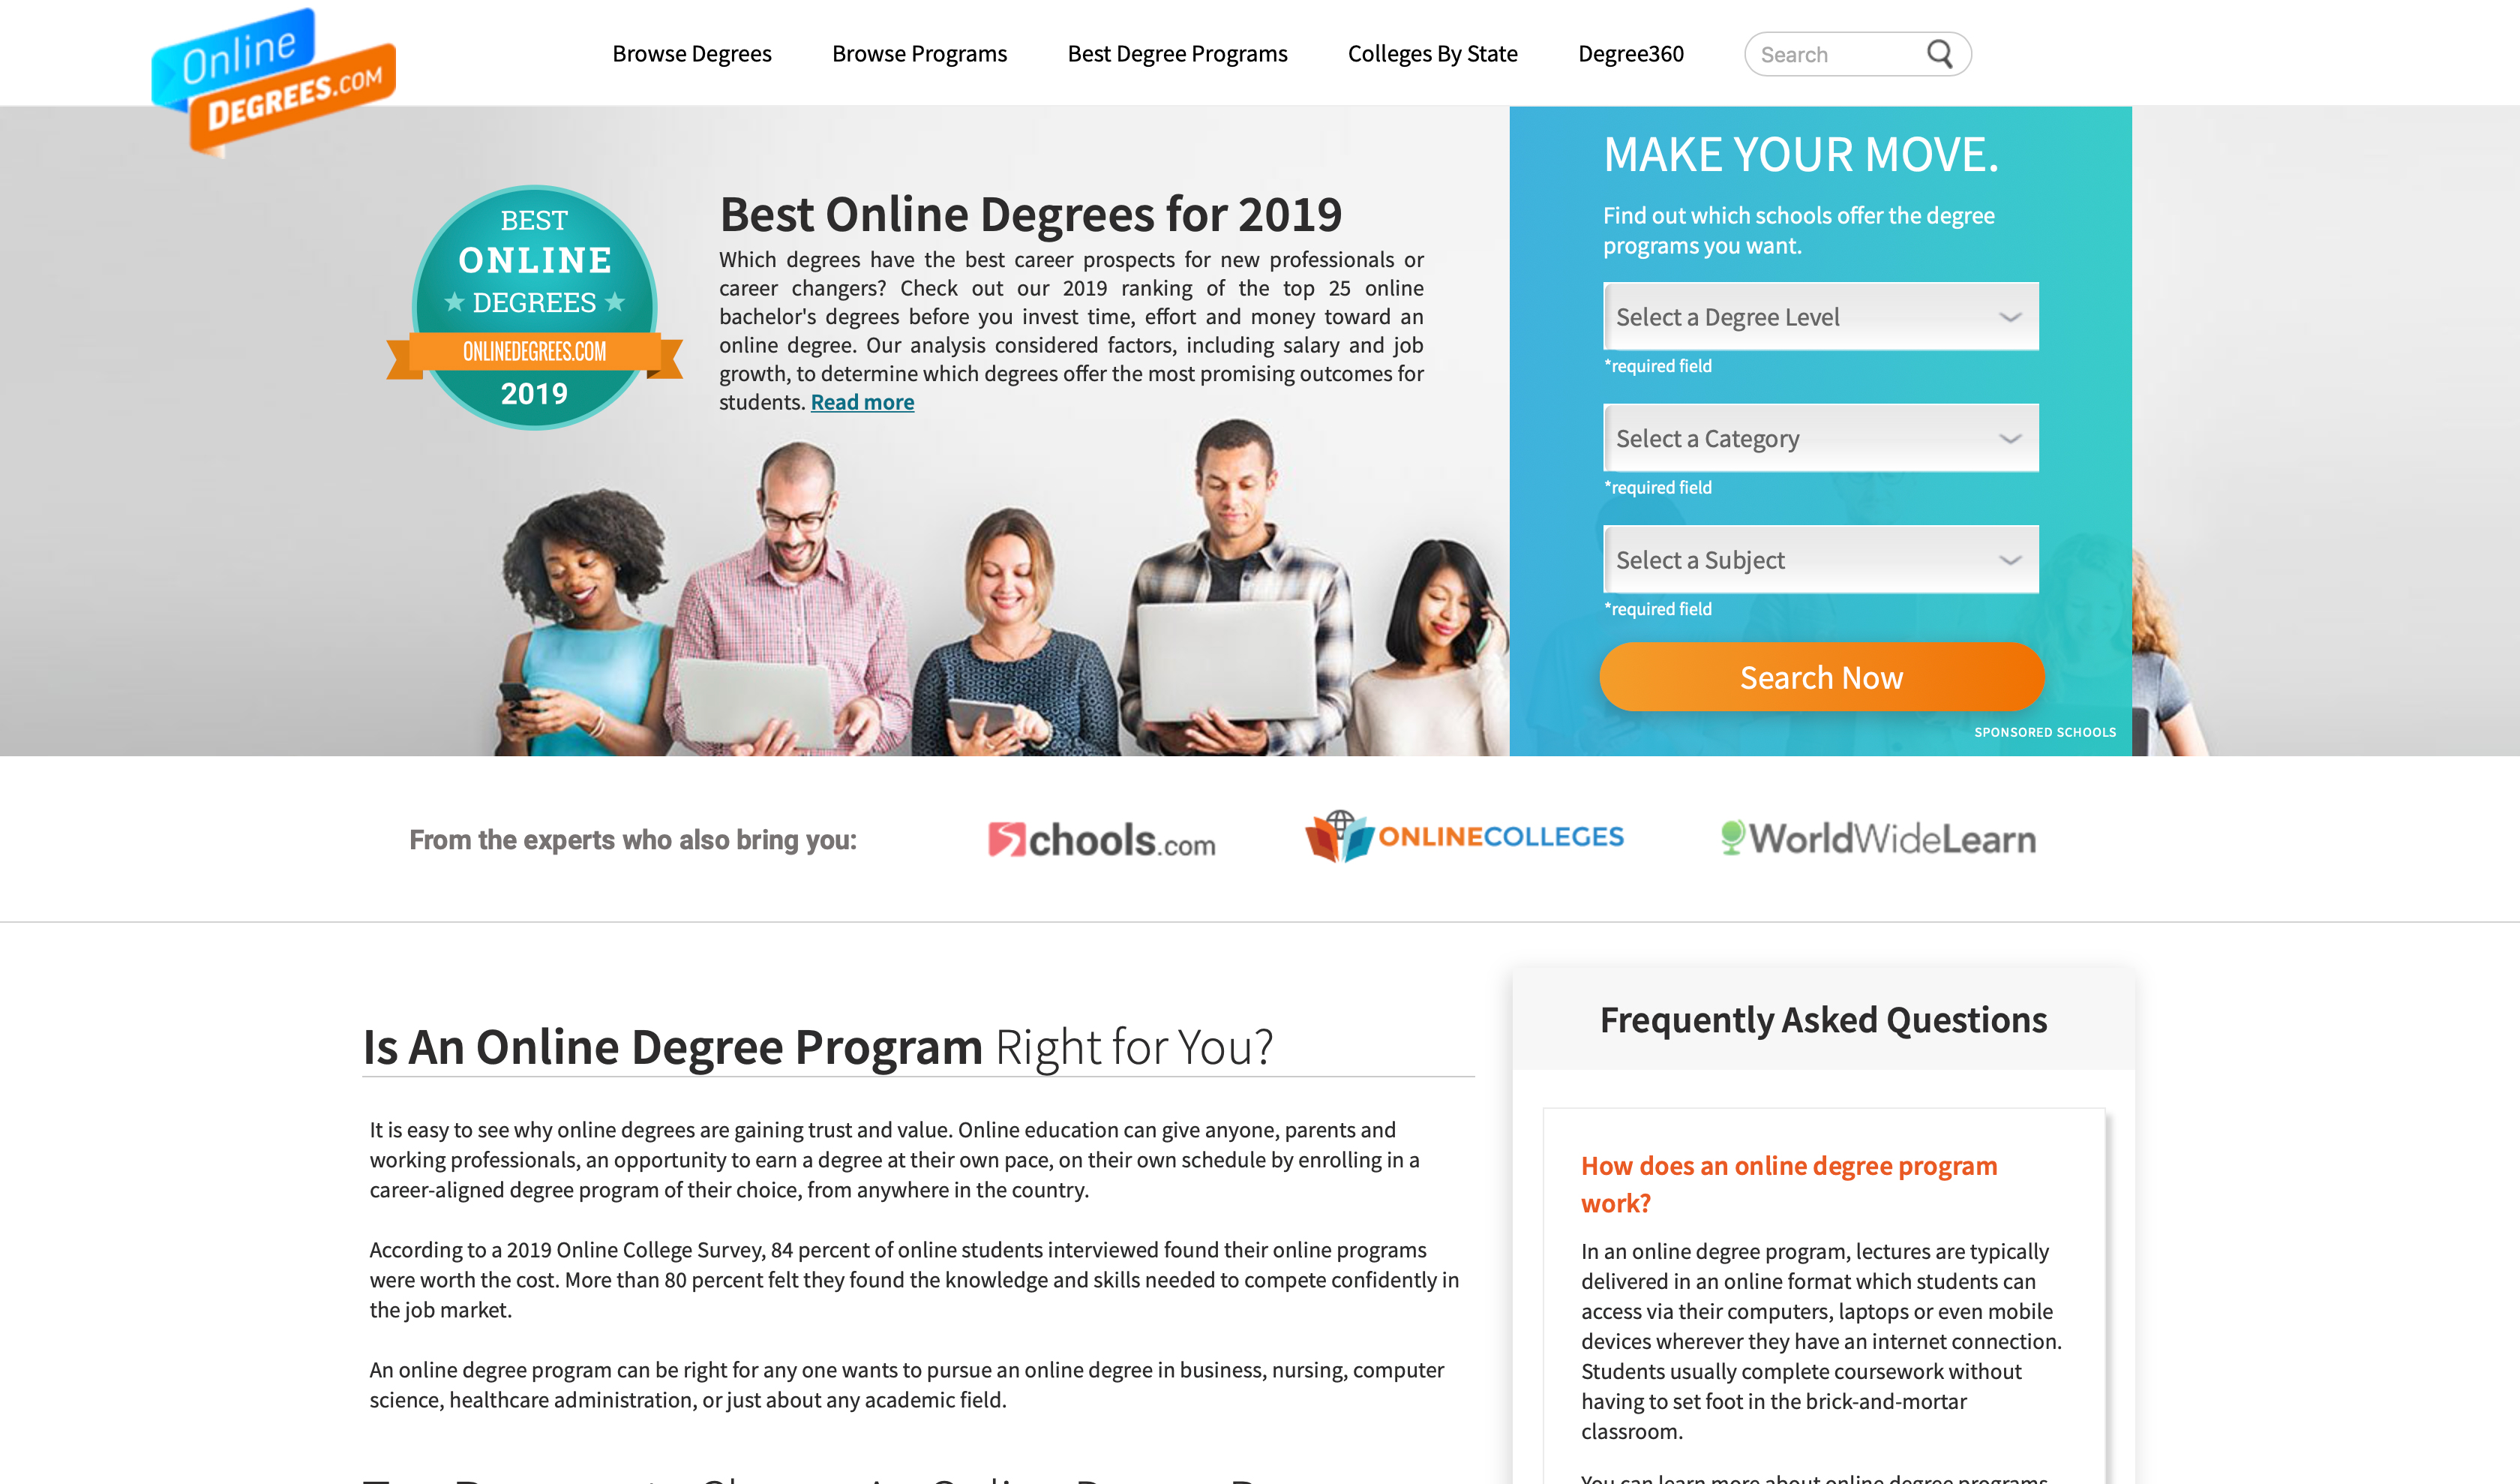 Online
DEGREES.COM
Browse Degrees
Browse Programs
Best Degree Programs
Colleges By State
Degree360
Search
BEST
ONLINE
DEGREES
ONLINEDEGREES.COM
2019
Best Online Degrees for 2019
Which degrees have the best career prospects for new professionals or
career changers? Check out our 2019 ranking of the top 25 online
bachelor's degrees before you invest time, effort and money toward an
online degree. Our analysis considered factors, including salary and job
growth, to determine which degrees offer the most promising outcomes for
students. Read more
MAKE YOUR MOVE.
Find out which schools offer the degree
programs you want.
Select a Degree Level
*required field
Select a Category
*required field
Select a Subject
*required field
Search Now
SPONSORED SCHOOLS
From the experts who also bring you:
Schools.com
ONLINECOLLEGES
WorldWideLearn
Is An Online Degree Program Right for You?
It is easy to see why online degrees are gaining trust and value. Online education can give anyone, parents and
working professionals, an opportunity to earn a degree at their own pace, on their own schedule by enrolling in a
career-aligned degree program of their choice, from anywhere in the country.
According to a 2019 Online College Survey, 84 percent of online students interviewed found their online programs
were worth the cost. More than 80 percent felt they found the knowledge and skills needed to compete confidently in
the job market.
An online degree program can be right for any one wants to pursue an online degree in business, nursing, computer
science, healthcare administration, or just about any academic field.
Frequently Asked Questions
How does an online degree program
work?
In an online degree program, lectures are typically
delivered in an online format which students can
access via their computers, laptops or even mobile
devices wherever they have an internet connection.
Students usually complete coursework without
having to set foot in the brick-and-mortar
classroom.
You can learn more about online degree programs